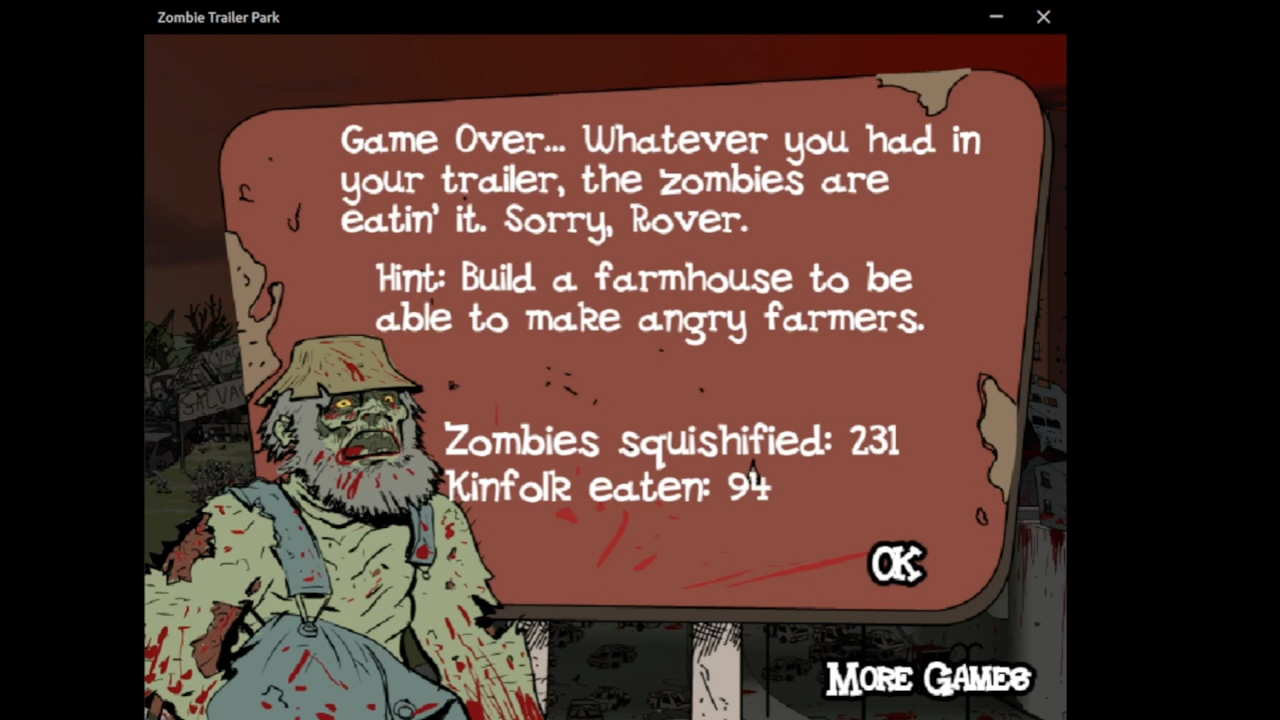 Zombie Trailer Park
Game Over... Whatever you had in
your trailer, the zombies are
eatin' it. Sorry, Rover.
Hint: Build a farmhouse to be
able to make angry farmers.
SALVA
Zombies squishified: 231
Kinfolk eaten: 94
OK
More Games